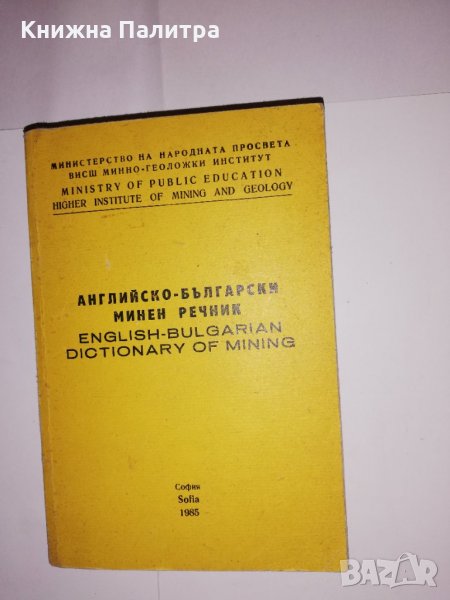 Книжна Палитра
МИНИСТЕРСТВО НА НАРОДНАТА ПРОСВЕТА
ВИСШ МИННО-ГЕОЛОЖКИ ИНСТИТУТ
MINISTRY OF PUBLIC EDUCATION
HIGHER INSTITUTE OF MINING AND GEOLOGY
АНГЛИЙСКО-БЪЛГАРСКИ
МИНЕН РЕЧНИК
ENGLISH-BULGARIAN
DICTIONARY OF MINING
София
Sofia
1985
BAZAR